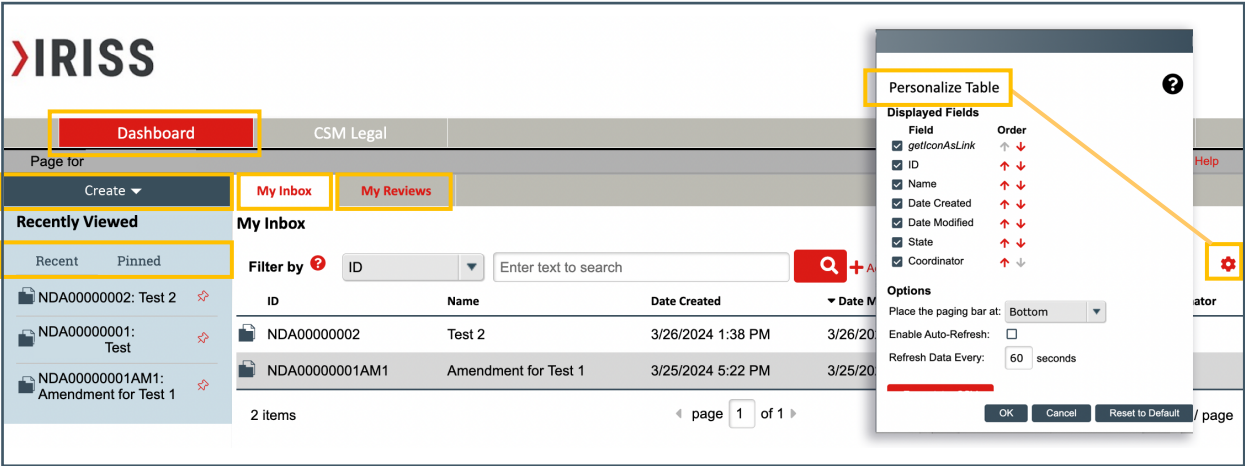 IRISS
Dashboard
CSM Legal
Page for
Help
Create
My Inbox
My Reviews
Recently Viewed
Recent
Pinned
NDA00000002: Test 2
NDA00000001:
Test
NDA00000001AM1:
Amendment for Test 1
My Inbox
Filter by
?
ID
Enter text to search
ID
Name
Date Created
Date M
ator
NDA00000002
Test 2
3/26/2024 1:38 PM
3/26/20
NDA00000001AM1
Amendment for Test 1
3/25/2024 5:22 PM
3/25/20
2 items
page 1 of 1
/ page
Personalize Table
?
Displayed Fields
Field Order
getIconAsLink
ID
Name
Date Created
Date Modified
State
Coordinator
Options
Place the paging bar at: Bottom
Enable Auto-Refresh:
Refresh Data Every: 60 seconds
OK
Cancel
Reset to Default